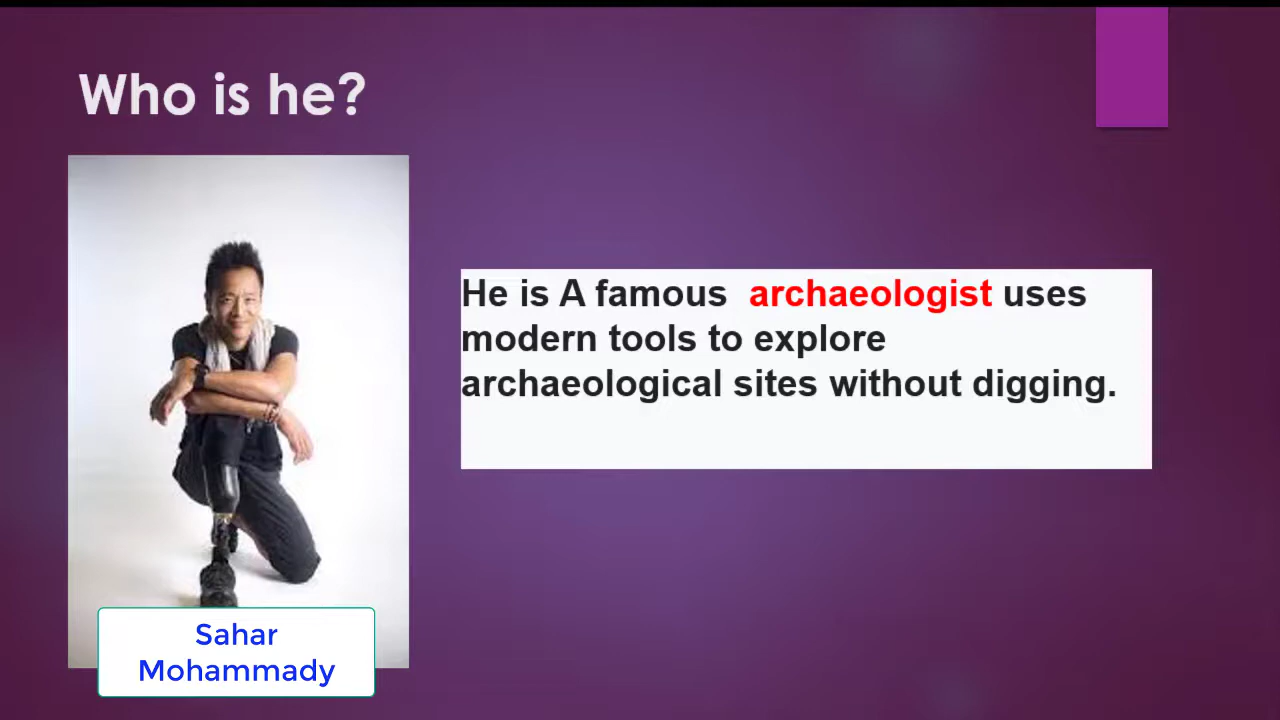 Who is he?
He is A famous archaeologist uses
modern tools to explore
archaeological sites without digging.
Sahar
Mohammady